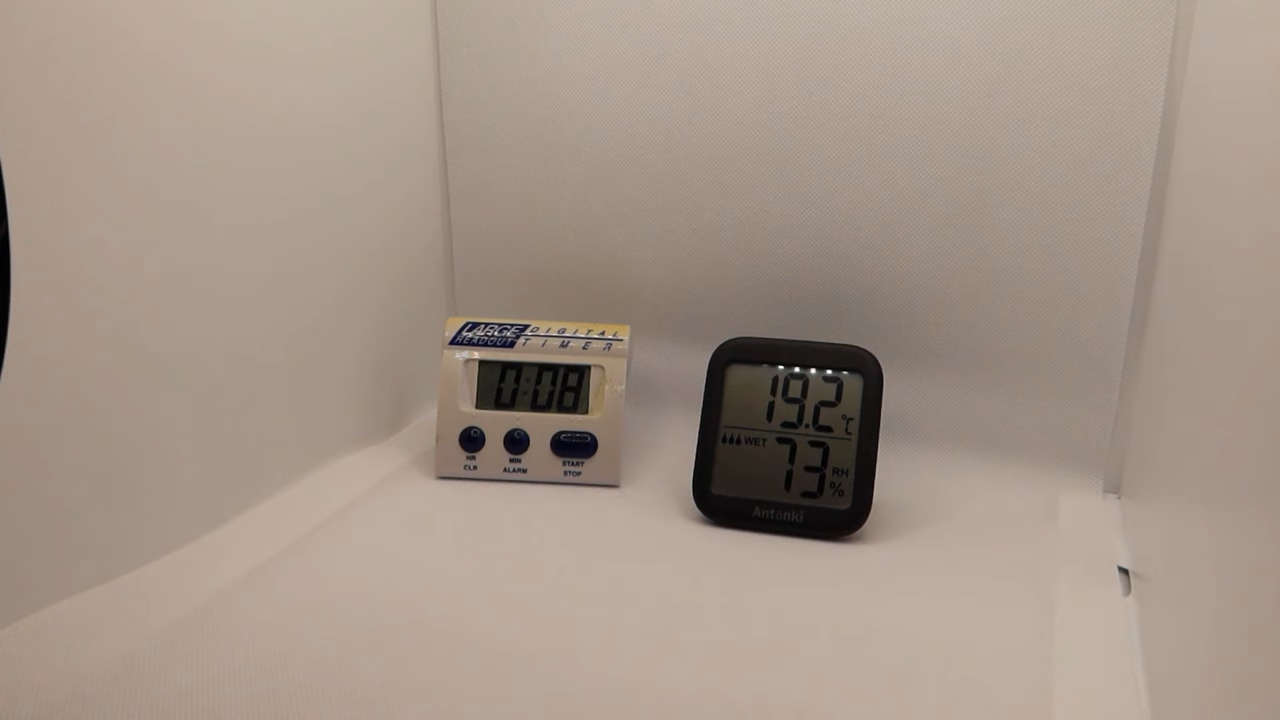 LARGE DIGITAL
READOUT TIMER
0:08
HR MIN START
CLR ALARM STOP
19.2 °C
WET
73 RH
%
Antonki